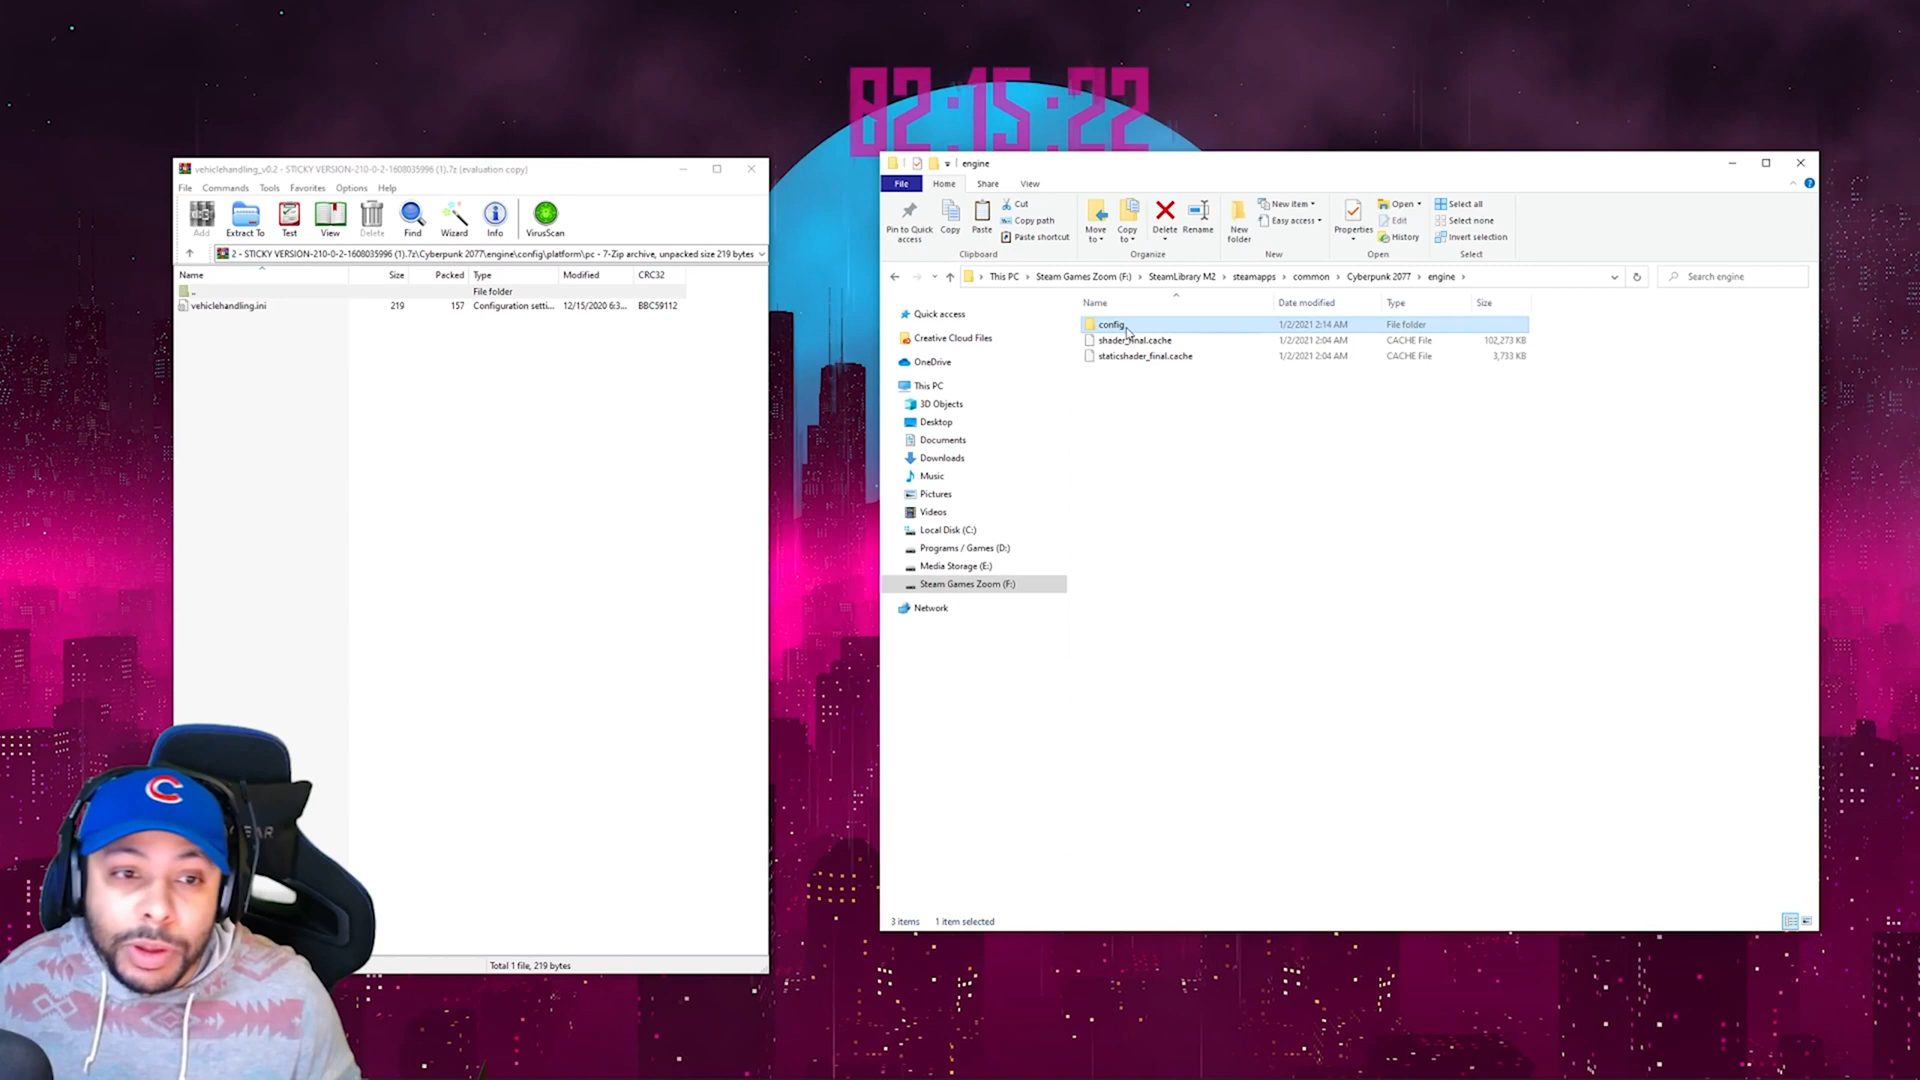 02:15:22
vehiclehandling_v0.2 - STICKY VERSION-210-0-2-1608035996 (1).7z (evaluation copy)
File Commands Tools Favorites Options Help
Add Extract To Test View Delete Find Wizard Info VirusScan
2 - STICKY VERSION-210-0-2-1608035996 (1).7z\Cyberpunk 2077\engine\config\platform\pc - 7-Zip archive, unpacked size 219 bytes
Name Size Packed Type Modified CRC32
.. File folder
vehiclehandling.ini 219 157 Configuration setti... 12/15/2020 6:3... BBC59112
Total 1 file, 219 bytes
engine
File Home Share View
Pin to Quick access
Copy
Paste
Cut
Copy path
Paste shortcut
Clipboard
Move to
Copy to
Delete
Rename
Organize
New folder
New item
Easy access
New
Properties
Open
Edit
History
Open
Select all
Select none
Invert selection
Select
This PC > Steam Games Zoom (F:) > SteamLibrary M2 > steamapps > common > Cyberpunk 2077 > engine >
Search engine
Name Date modified Type Size
config 1/2/2021 2:14 AM File folder
shader_final.cache 1/2/2021 2:04 AM CACHE File 102,273 KB
staticshader_final.cache 1/2/2021 2:04 AM CACHE File 3,733 KB
Quick access
Creative Cloud Files
OneDrive
This PC
3D Objects
Desktop
Documents
Downloads
Music
Pictures
Videos
Local Disk (C:)
Programs / Games (D:)
Media Storage (E:)
Steam Games Zoom (F:)
Network
3 items 1 item selected
C